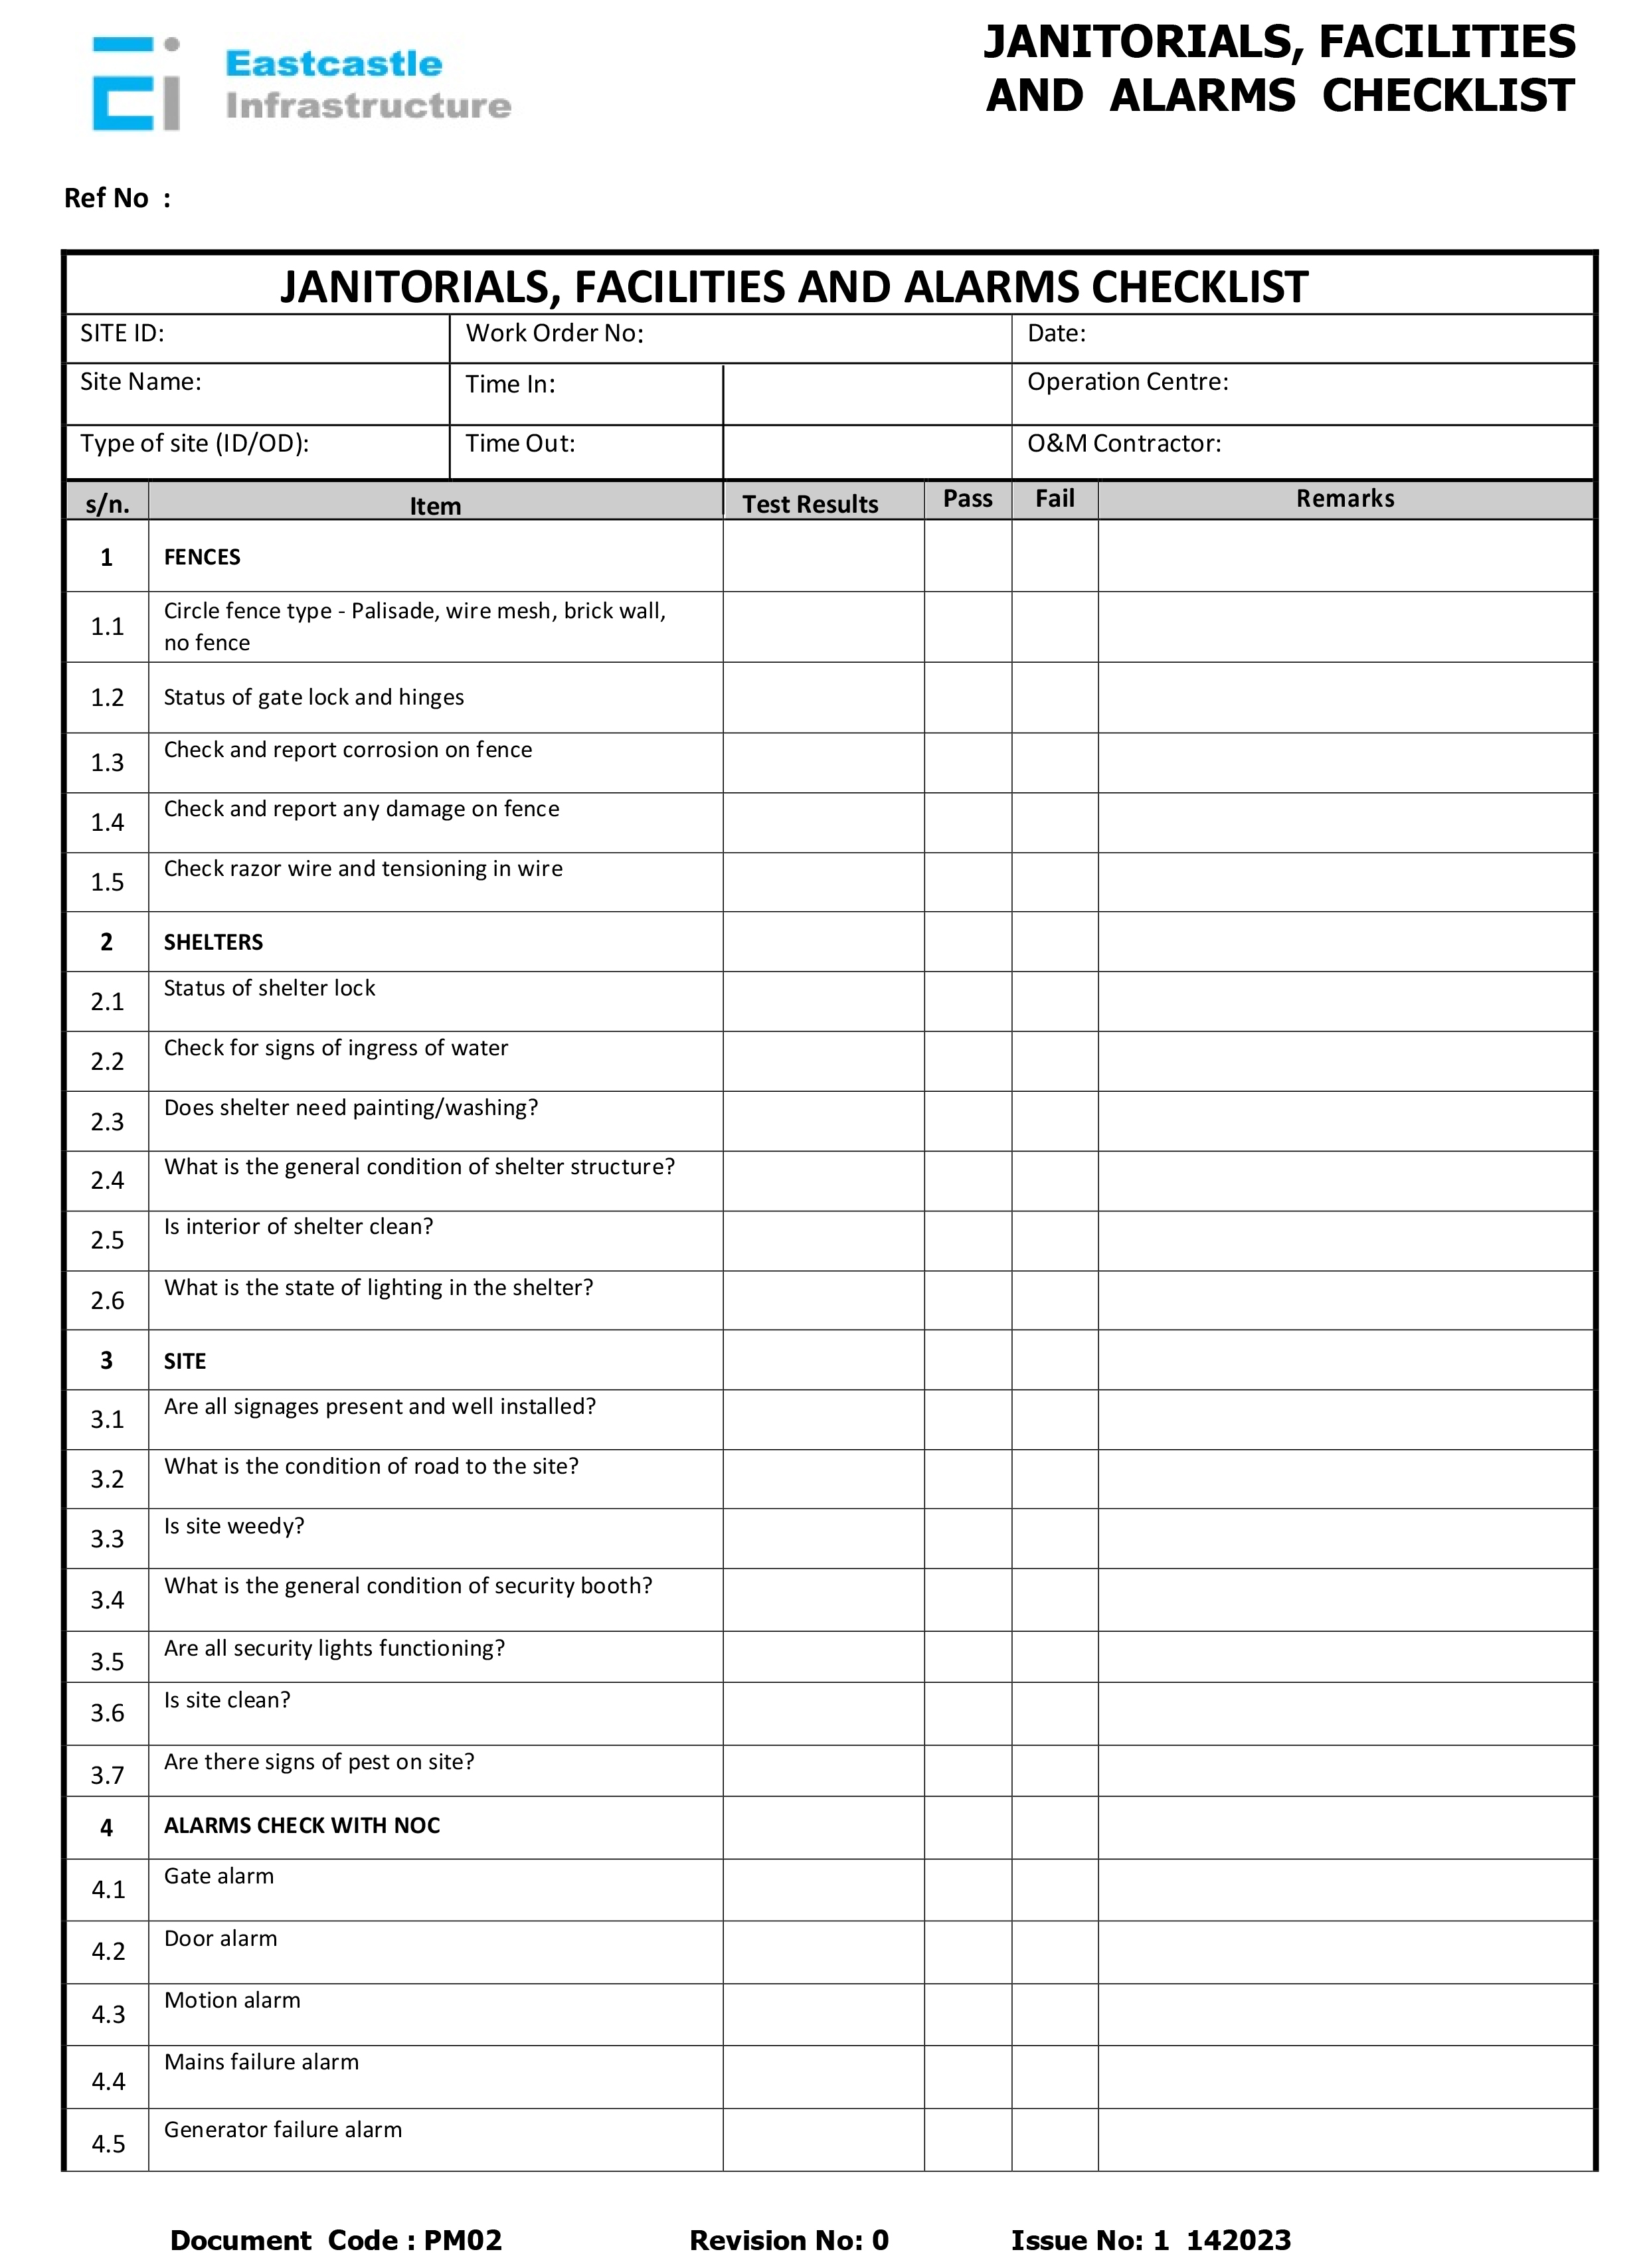 Eastcastle
Infrastructure
JANITORIALS, FACILITIES
AND ALARMS CHECKLIST
Ref No :
JANITORIALS, FACILITIES AND ALARMS CHECKLIST
SITE ID: Work Order No: Date:
Site Name: Time In: Operation Centre:
Type of site (ID/OD): Time Out: O&M Contractor:
s/n. Item Test Results Pass Fail Remarks
1 FENCES
1.1 Circle fence type - Palisade, wire mesh, brick wall,
no fence
1.2 Status of gate lock and hinges
1.3 Check and report corrosion on fence
1.4 Check and report any damage on fence
1.5 Check razor wire and tensioning in wire
2 SHELTERS
2.1 Status of shelter lock
2.2 Check for signs of ingress of water
2.3 Does shelter need painting/washing?
2.4 What is the general condition of shelter structure?
2.5 Is interior of shelter clean?
2.6 What is the state of lighting in the shelter?
3 SITE
3.1 Are all signages present and well installed?
3.2 What is the condition of road to the site?
3.3 Is site weedy?
3.4 What is the general condition of security booth?
3.5 Are all security lights functioning?
3.6 Is site clean?
3.7 Are there signs of pest on site?
4 ALARMS CHECK WITH NOC
4.1 Gate alarm
4.2 Door alarm
4.3 Motion alarm
4.4 Mains failure alarm
4.5 Generator failure alarm
Document Code : PM02 Revision No: 0 Issue No: 1 142023